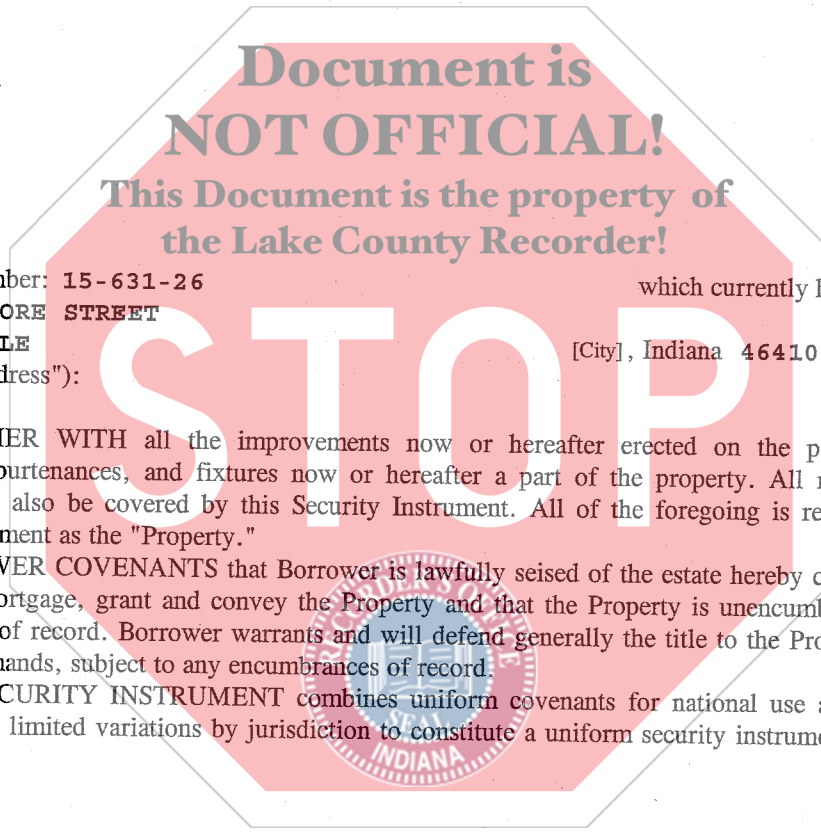 Document is
NOT OFFICIAL!
This Document is the property of
the Lake County Recorder!
nber: 15-631-26 which currently
ORE STREET
LE [City], Indiana 46410
dress"):
STOP
ER WITH all the improvements now or hereafter erected on the p
purtenances, and fixtures now or hereafter a part of the property. All
also be covered by this Security Instrument. All of the foregoing is re
ment as the "Property."
WER COVENANTS that Borrower is lawfully seised of the estate hereby c
ortgage, grant and convey the Property and that the Property is unencumb
of record. Borrower warrants and will defend generally the title to the Pro
ands, subject to any encumbrances of record.
CURITY INSTRUMENT combines uniform covenants for national use a
limited variations by jurisdiction to constitute a uniform security instrume
RECORDER'S OFFICE
SEAL
INDIANA